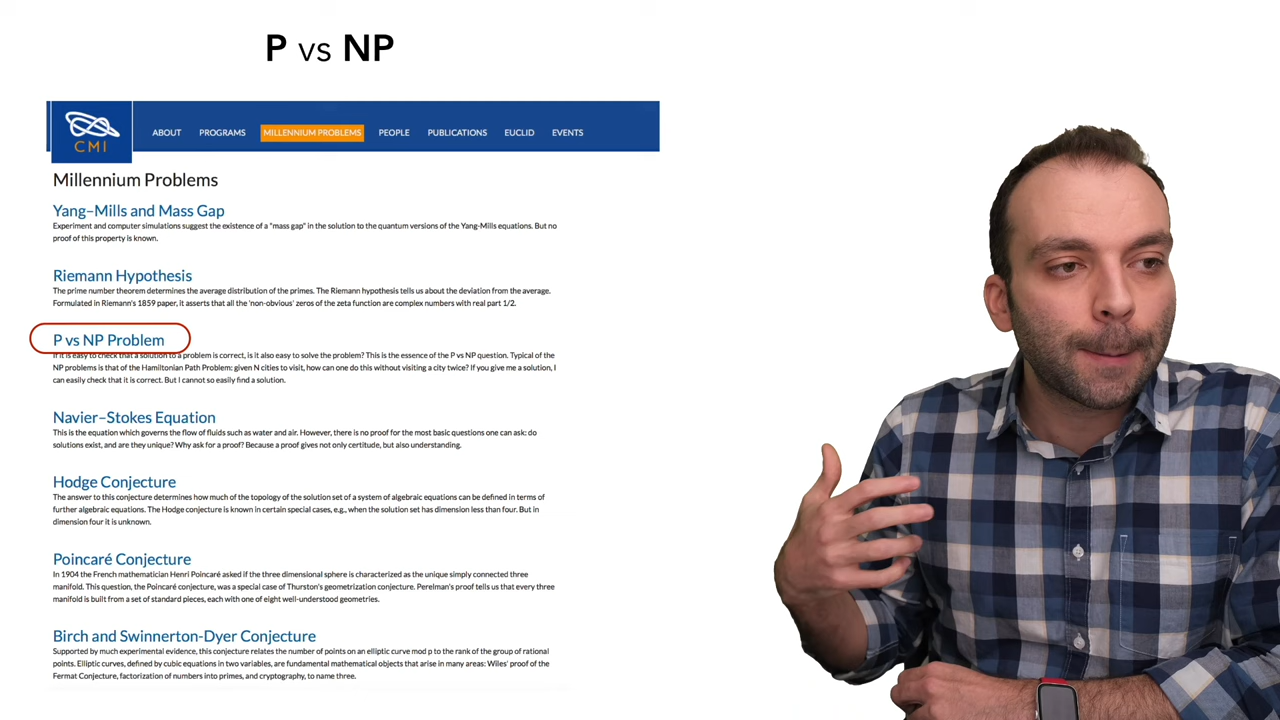 P vs NP
CMI
ABOUT PROGRAMS MILLENNIUM PROBLEMS PEOPLE PUBLICATIONS EUCLID EVENTS
Millennium Problems
Yang–Mills and Mass Gap
Experiment and computer simulations suggest the existence of a "mass gap" in the solution to the quantum versions of the Yang-Mills equations. But no
proof of this property is known.
Riemann Hypothesis
The prime number theorem determines the average distribution of the primes. The Riemann hypothesis tells us about the deviation from the average.
Formulated in Riemann's 1859 paper, it asserts that all the 'non-obvious' zeros of the zeta function are complex numbers with real part 1/2.
P vs NP Problem
If it is easy to check that a solution to a problem is correct, is it also easy to solve the problem? This is the essence of the P vs NP question. Typical of the
NP problems is that of the Hamiltonian Path Problem: given N cities to visit, how can one do this without visiting a city twice? If you give me a solution, I
can easily check that it is correct. But I cannot so easily find a solution.
Navier–Stokes Equation
This is the equation which governs the flow of fluids such as water and air. However, there is no proof for the most basic questions one can ask: do
solutions exist, and are they unique? Why ask for a proof? Because a proof gives not only certitude, but also understanding.
Hodge Conjecture
The answer to this conjecture determines how much of the topology of the solution set of a system of algebraic equations can be defined in terms of
further algebraic equations. The Hodge conjecture is known in certain special cases, e.g., when the solution set has dimension less than four. But in
dimension four it is unknown.
Poincaré Conjecture
In 1904 the French mathematician Henri Poincaré asked if the three dimensional sphere is characterized as the unique simply connected three
manifold. This question, the Poincaré conjecture, was a special case of Thurston's geometrization conjecture. Perelman's proof tells us that every three
manifold is built from a set of standard pieces, each with one of eight well-understood geometries.
Birch and Swinnerton-Dyer Conjecture
Supported by much experimental evidence, this conjecture relates the number of points on an elliptic curve mod p to the rank of the group of rational
points. Elliptic curves, defined by cubic equations in two variables, are fundamental mathematical objects that arise in many areas: Wiles' proof of the
Fermat Conjecture, factorization of numbers into primes, and cryptography, to name three.